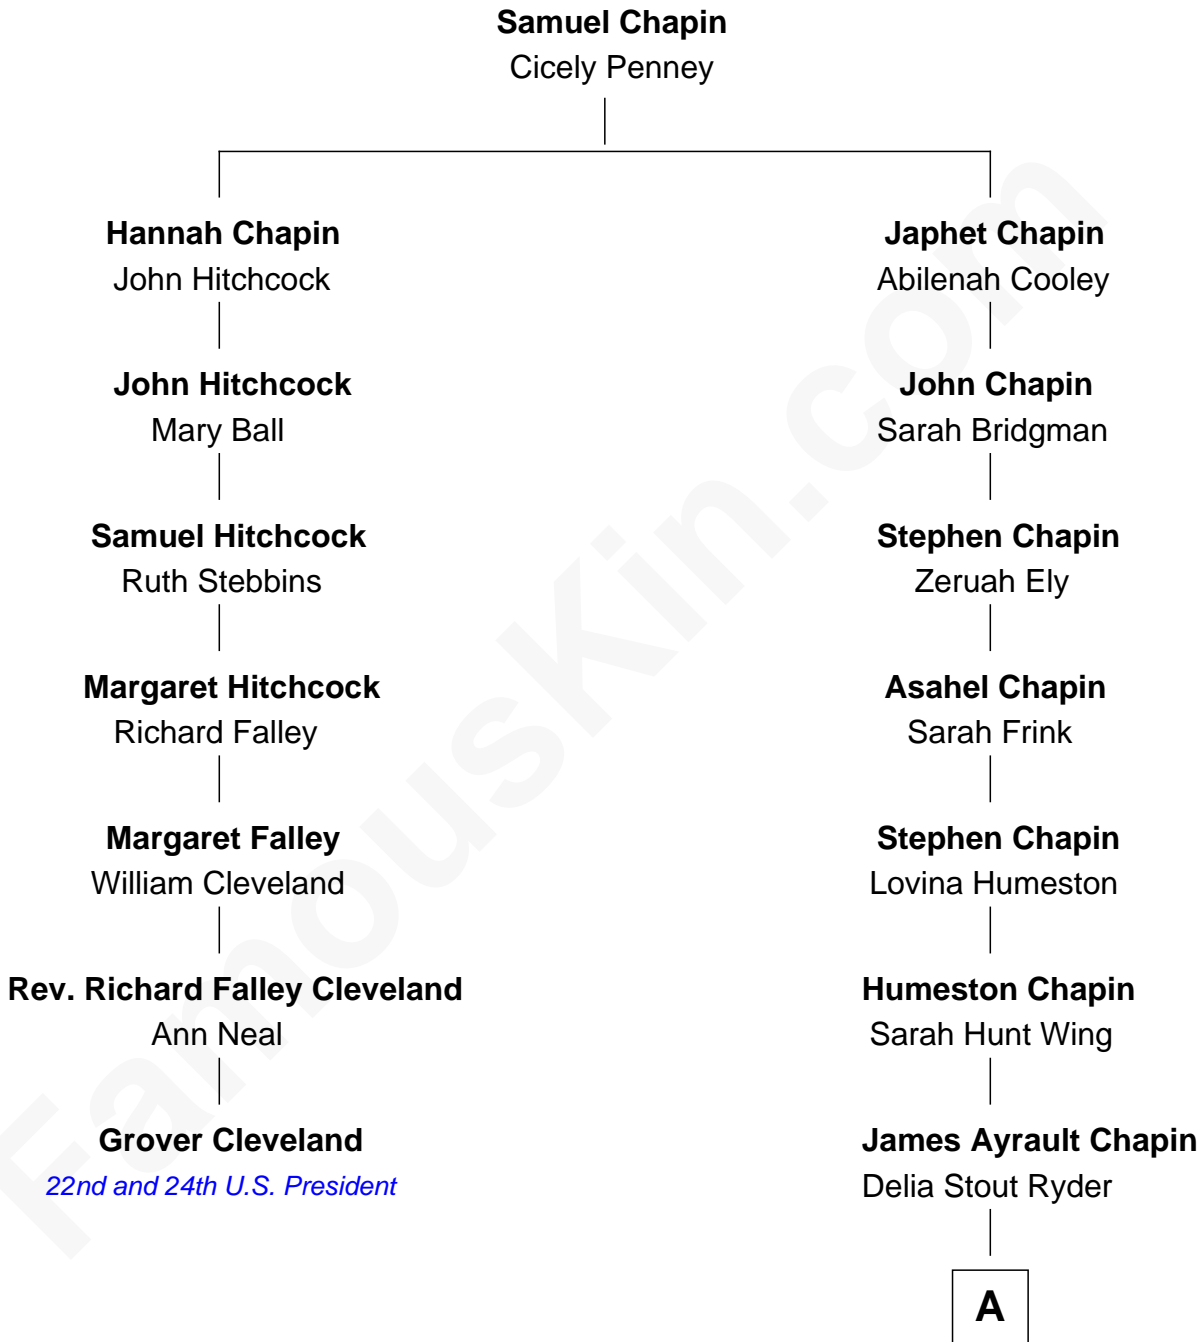 Samuel Chapin
Cicely Penney
Hannah Chapin
John Hitchcock
Japhet Chapin
Abilenah Cooley
John Hitchcock
Mary Ball
John Chapin
Sarah Bridgman
Samuel Hitchcock
Ruth Stebbins
Stephen Chapin
Zeruah Ely
Margaret Hitchcock
Richard Falley
Asahel Chapin
Sarah Frink
Margaret Falley
William Cleveland
Stephen Chapin
Lovina Humeston
Rev. Richard Falley Cleveland
Ann Neal
Humeston Chapin
Sarah Hunt Wing
Grover Cleveland
22nd and 24th U.S. President
James Ayrault Chapin
Delia Stout Ryder
A
FamousKin.com